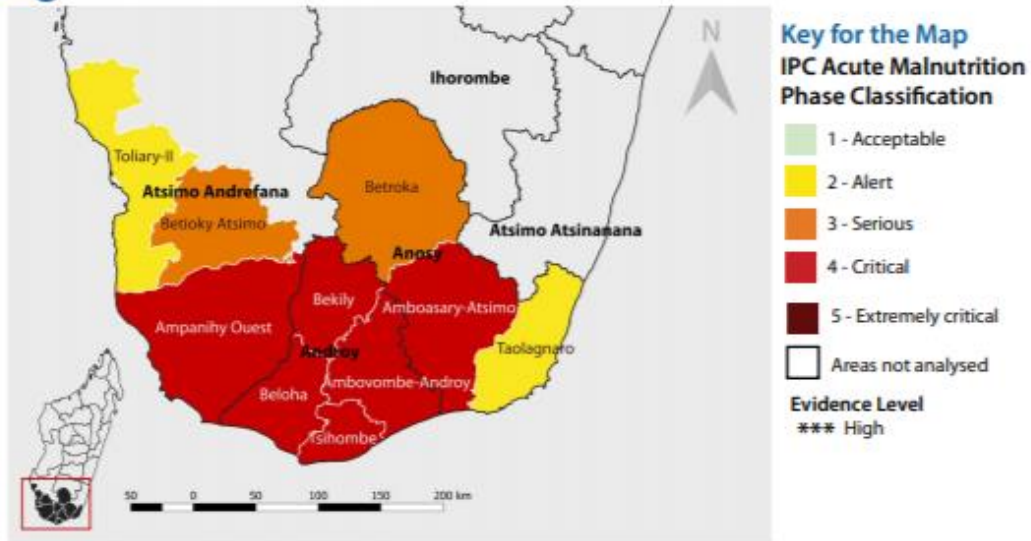 N
Key for the Map
IPC Acute Malnutrition
Phase Classification
1 - Acceptable
2 - Alert
3 - Serious
4 - Critical
5 - Extremely critical
Areas not analysed
Evidence Level
*** High
Ihorombe
Toliary-II
Atsimo Andrefana
Betioky Atsimo
Betroka
Atsimo Atsinanana
Anosy
Bekily
Amboasary-Atsimo
Ampanihy Ouest
Androy
Taolagnaro
Beloha
Ambovombe-Androy
Tsihombe
50 0 50 100 150 200 km